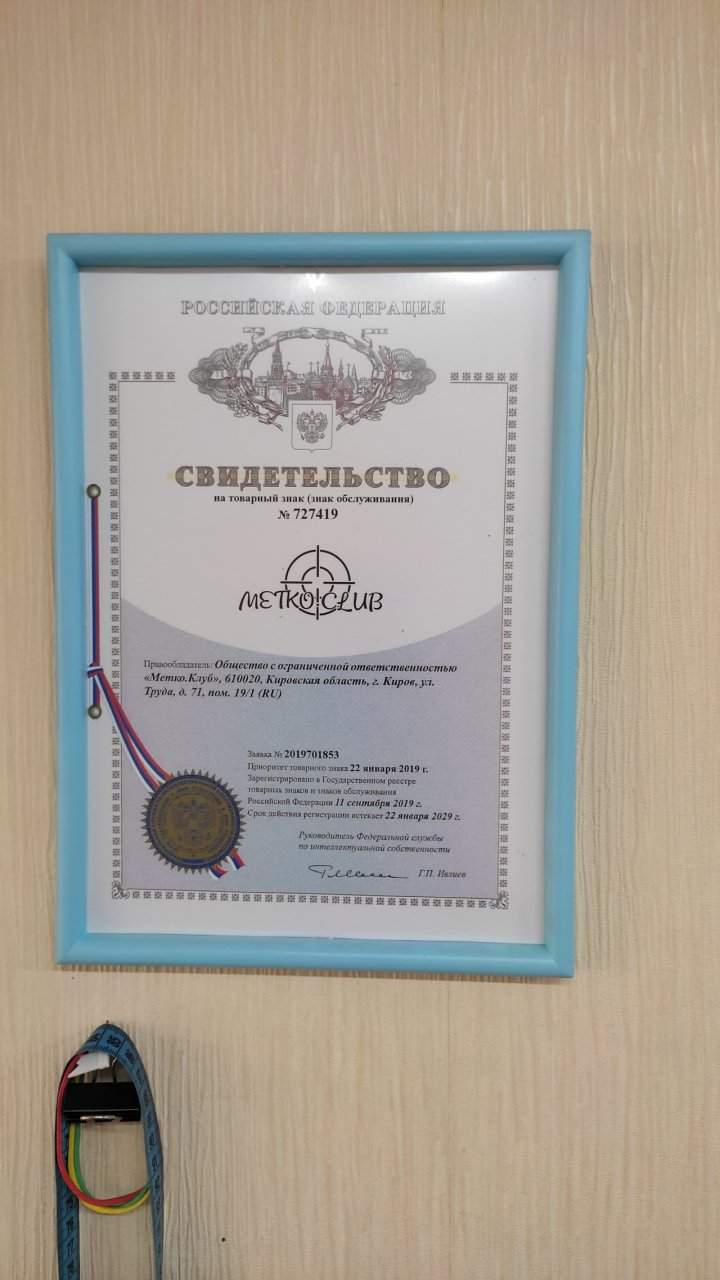 РОССИЙСКАЯ ФЕДЕРАЦИЯ
СВИДЕТЕЛЬСТВО
на товарный знак (знак обслуживания)
№ 727419
METKO CLUB
Правообладатель: Общество с ограниченной ответственностью
«Метко.Клуб», 610020, Кировская область, г. Киров, ул.
Труда, д. 71, пом. 19/1 (RU)
Заявка № 2019701853
Приоритет товарного знака 22 января 2019 г.
Зарегистрировано в Государственном реестре
товарных знаков и знаков обслуживания
Российской Федерации 11 сентября 2019 г.
Срок действия регистрации истекает 22 января 2029 г.
Руководитель Федеральной службы
по интеллектуальной собственности
Г.П. Ивлиев